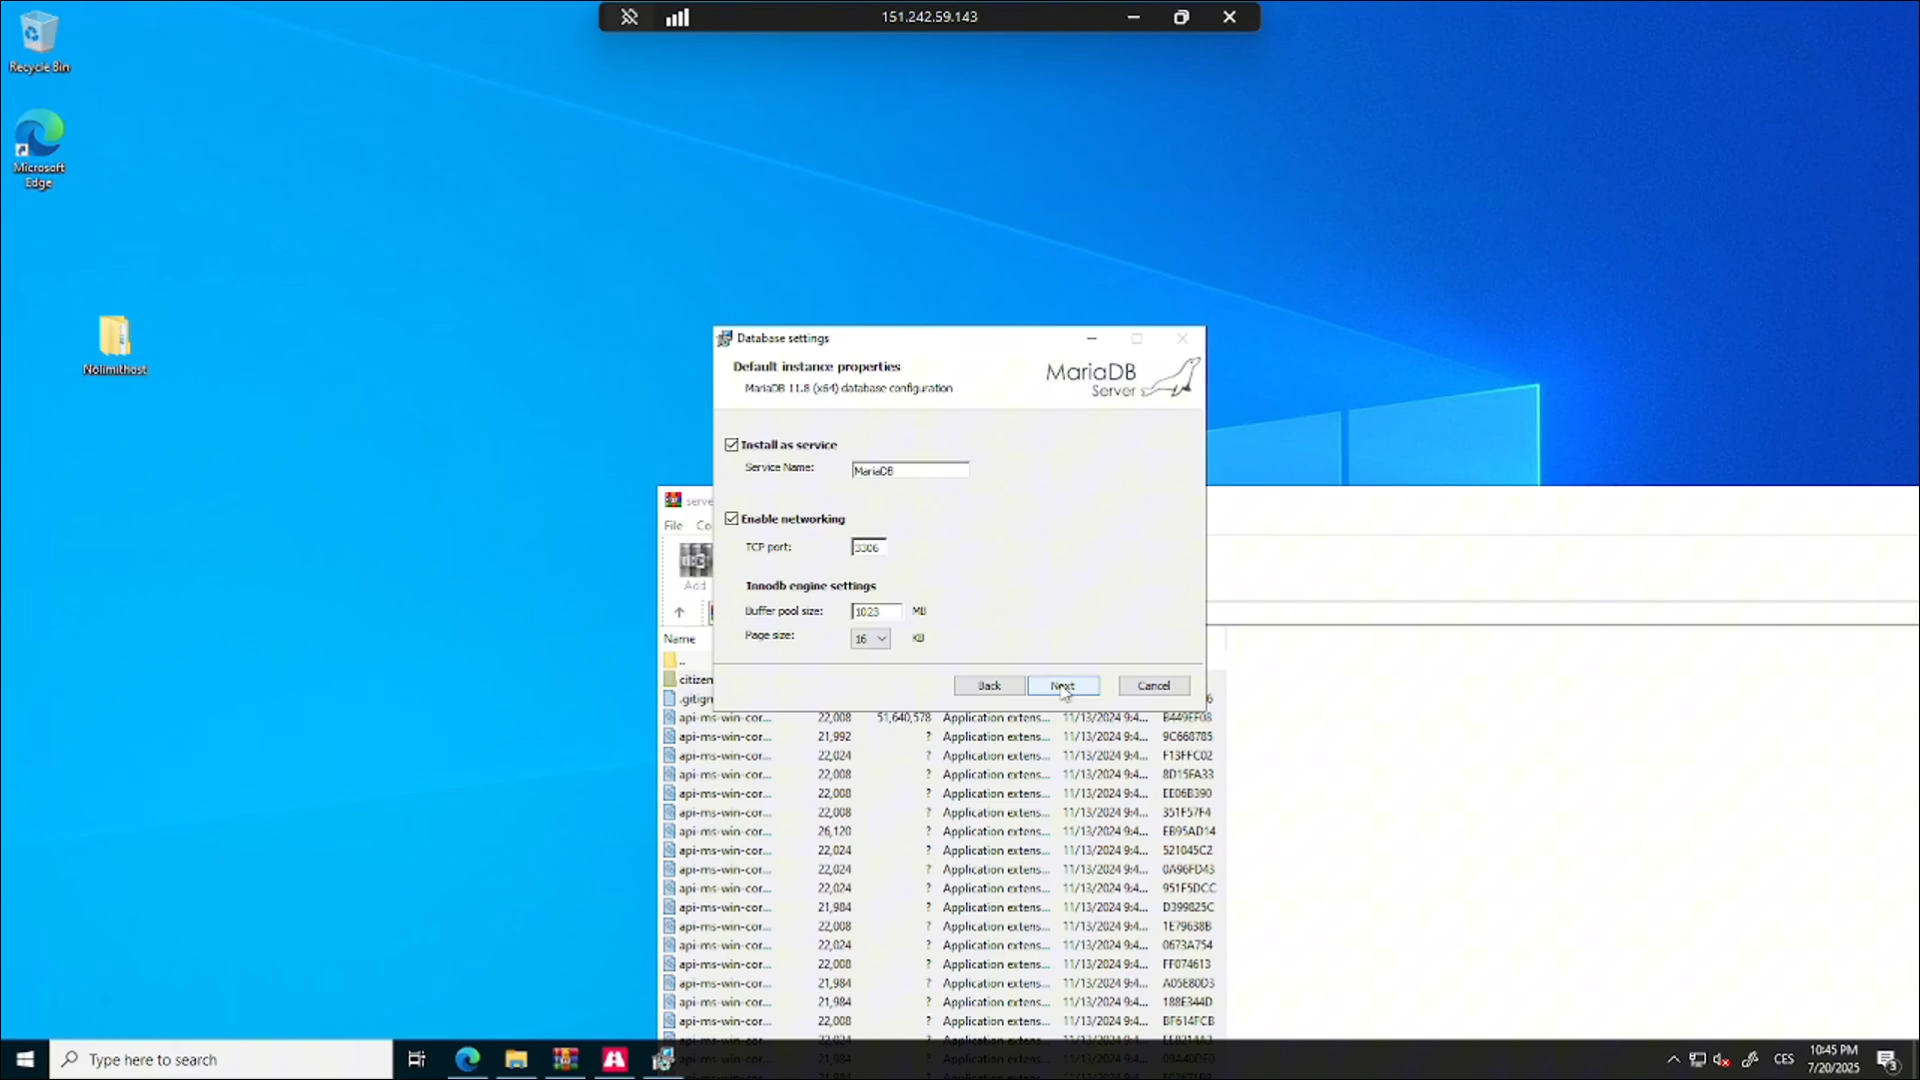 151.242.59.143
Recycle Bin
Microsoft
Edge
Nolimithost
Database settings
Default instance properties
MariaDB 11.8 (x64) database configuration
MariaDB
Server
Install as service
Service Name:
MariaDB
Enable networking
TCP port:
3306
Innodb engine settings
Buffer pool size:
1023
MB
Page size:
16
KB
Back
Next
Cancel
serve
File
Co
Add
Name
..
citizen
.gitign
6
api-ms-win-cor... 22,008 51,640,578 Application extens... 11/13/2024 9:4... B449EF08
api-ms-win-cor... 21,992 ? Application extens... 11/13/2024 9:4... 9C668785
api-ms-win-cor... 22,024 ? Application extens... 11/13/2024 9:4... F13FFC02
api-ms-win-cor... 22,008 ? Application extens... 11/13/2024 9:4... 8D15FA33
api-ms-win-cor... 22,008 ? Application extens... 11/13/2024 9:4... EE06B390
api-ms-win-cor... 22,008 ? Application extens... 11/13/2024 9:4... 351F57F4
api-ms-win-cor... 26,120 ? Application extens... 11/13/2024 9:4... EB95AD14
api-ms-win-cor... 22,024 ? Application extens... 11/13/2024 9:4... 521045C2
api-ms-win-cor... 22,024 ? Application extens... 11/13/2024 9:4... 0A96FD43
api-ms-win-cor... 22,024 ? Application extens... 11/13/2024 9:4... 951F5DCC
api-ms-win-cor... 21,984 ? Application extens... 11/13/2024 9:4... D399825C
api-ms-win-cor... 22,008 ? Application extens... 11/13/2024 9:4... 1E79638B
api-ms-win-cor... 22,024 ? Application extens... 11/13/2024 9:4... 0673A754
api-ms-win-cor... 22,008 ? Application extens... 11/13/2024 9:4... FF074613
api-ms-win-cor... 21,984 ? Application extens... 11/13/2024 9:4... A05E80D3
api-ms-win-cor... 21,984 ? Application extens... 11/13/2024 9:4... 188E344D
api-ms-win-cor... 22,008 ? Application extens... 11/13/2024 9:4... BF614FCB
Type here to search
CES
10:45 PM
7/20/2025
3